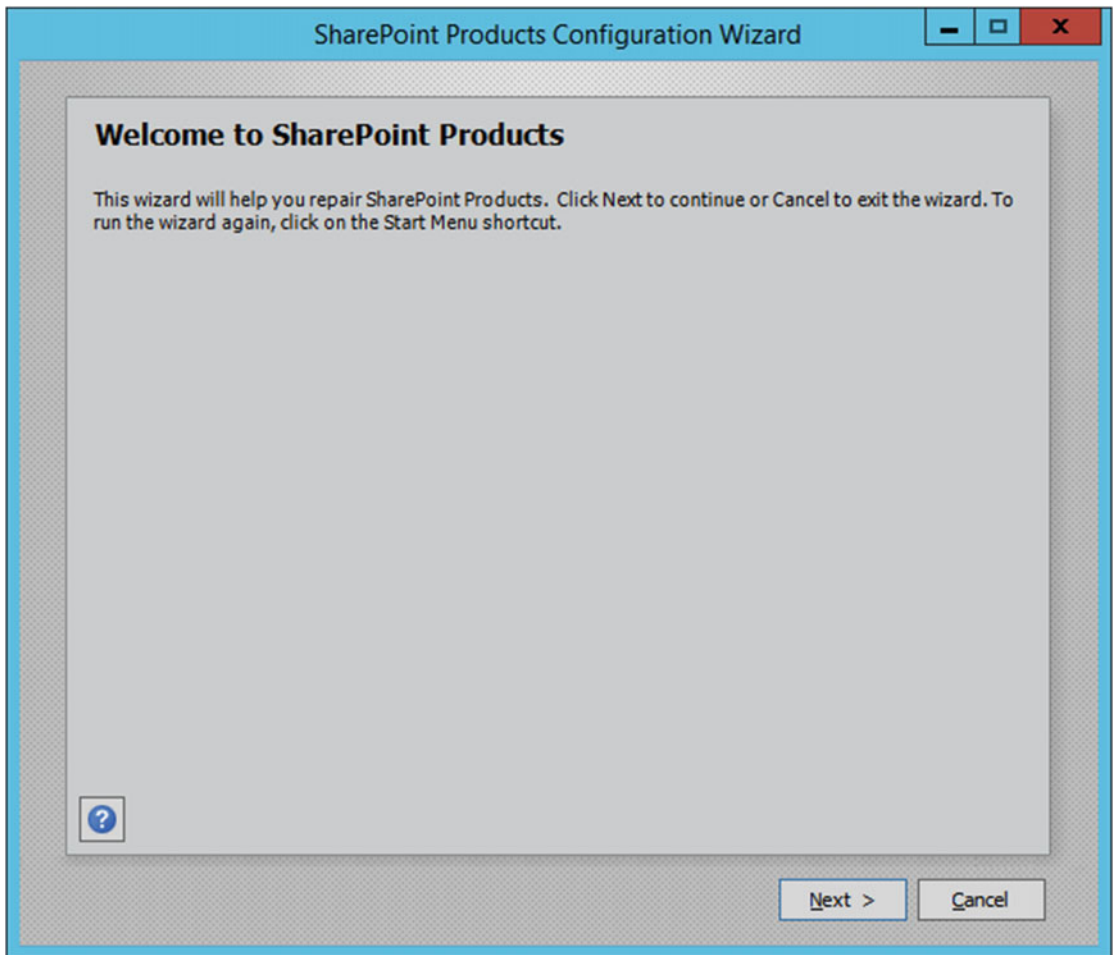 SharePoint Products Configuration Wizard
Welcome to SharePoint Products
This wizard will help you repair SharePoint Products. Click Next to continue or Cancel to exit the wizard. To
run the wizard again, click on the Start Menu shortcut.
Next >
Cancel